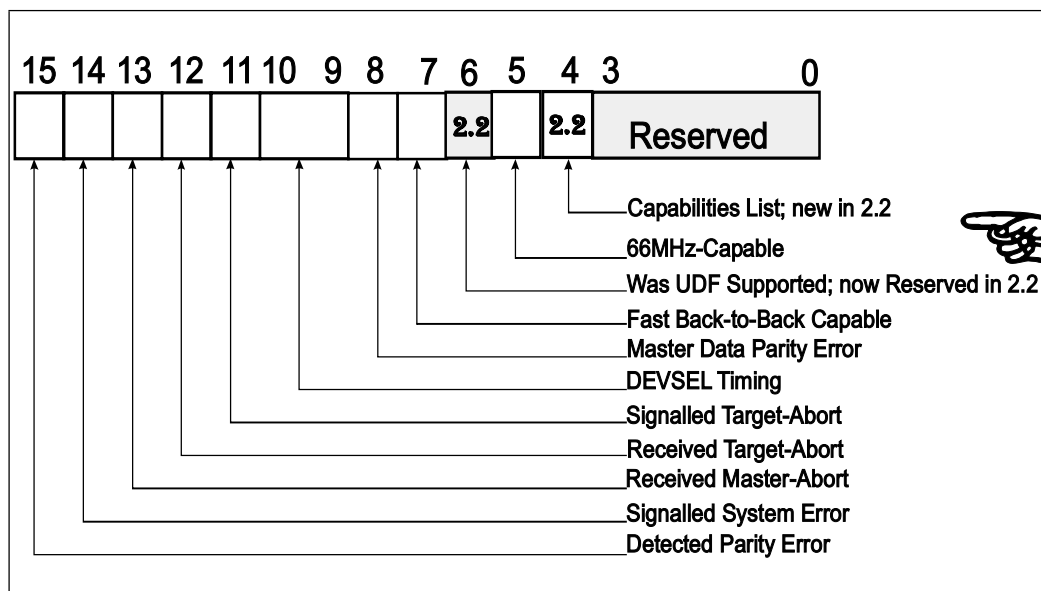 15 14 13 12 11 10 9 8 7 6 5 4 3 0
2.2 2.2 Reserved
Capabilities List; new in 2.2
66MHz-Capable
Was UDF Supported; now Reserved in 2.2
Fast Back-to-Back Capable
Master Data Parity Error
DEVSEL Timing
Signalled Target-Abort
Received Target-Abort
Received Master-Abort
Signalled System Error
Detected Parity Error